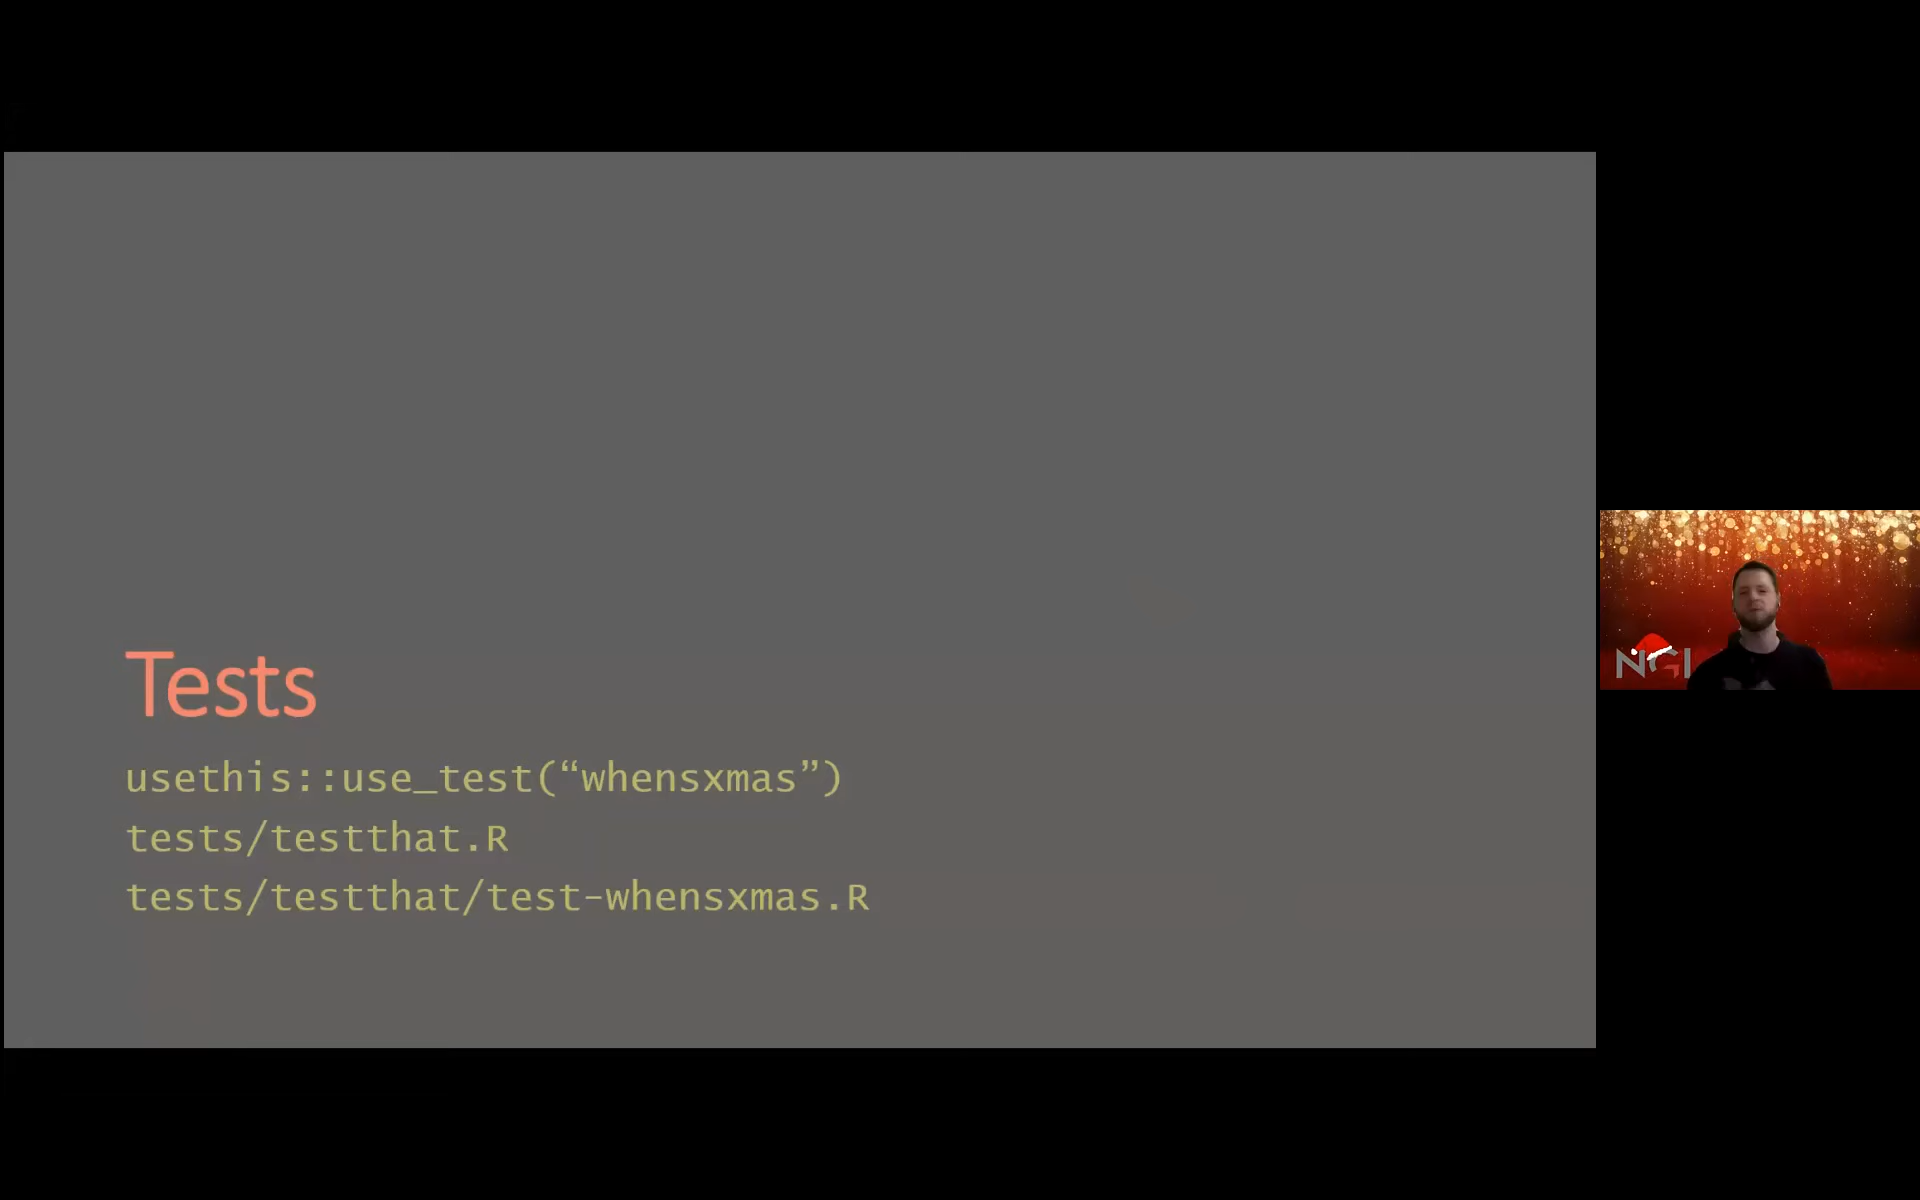 Tests
usethis::use_test(“whensxmas”)
tests/testthat.R
tests/testthat/test-whensxmas.R
NGI